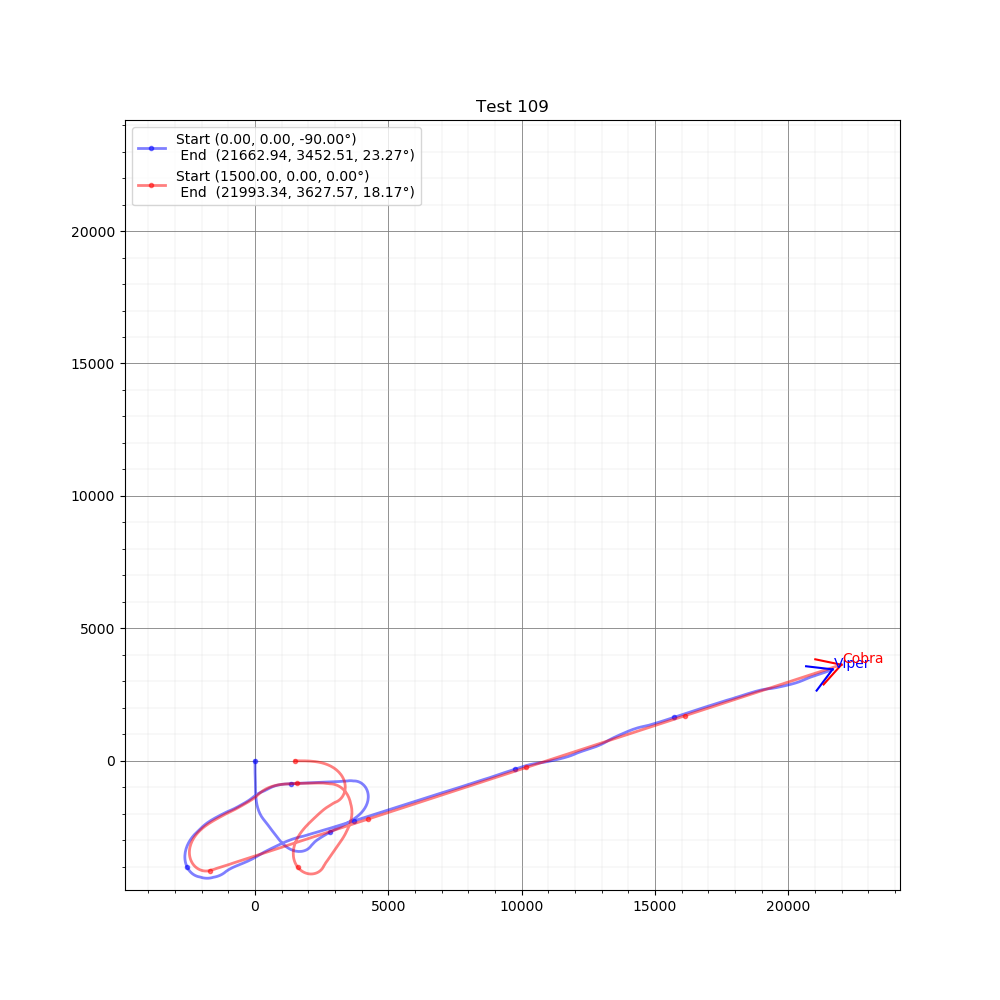 Test 109
Start (0.00, 0.00, -90.00°)
End (21662.94, 3452.51, 23.27°)
Start (1500.00, 0.00, 0.00°)
End (21993.34, 3627.57, 18.17°)
20000
15000
10000
5000
0
Cobra
Viper
0
5000
10000
15000
20000